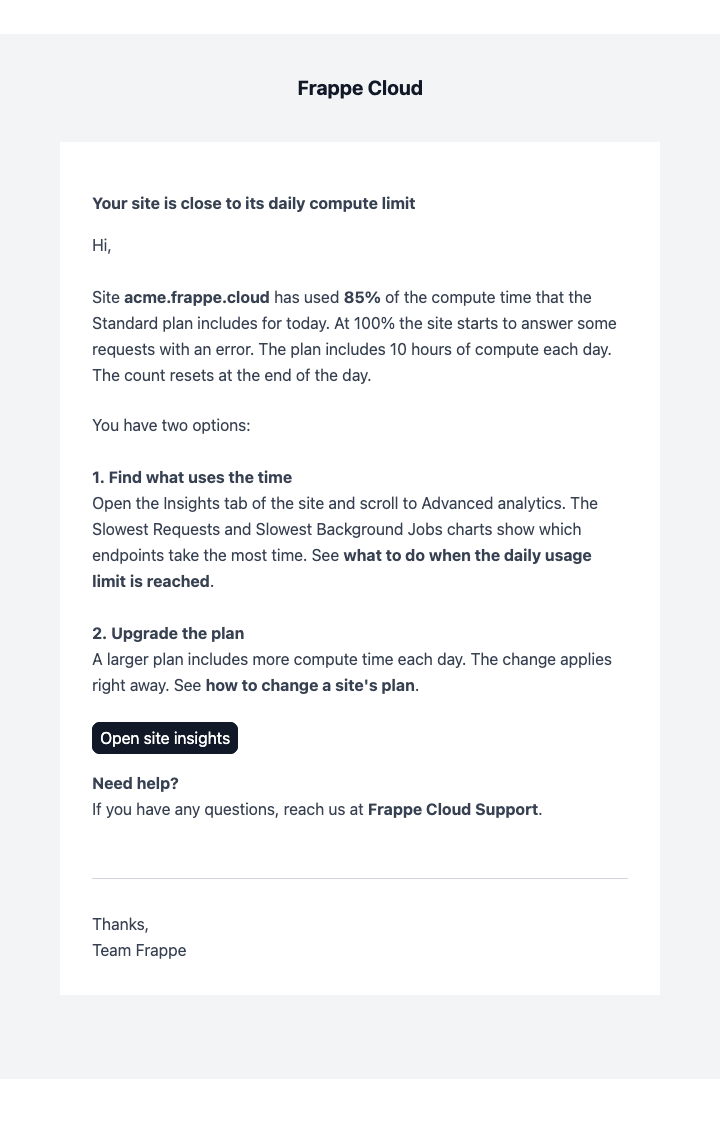 Frappe Cloud
Your site is close to its daily compute limit
Hi,
Site acme.frappe.cloud has used 85% of the compute time that the
Standard plan includes for today. At 100% the site starts to answer some
requests with an error. The plan includes 10 hours of compute each day.
The count resets at the end of the day.
You have two options:
1. Find what uses the time
Open the Insights tab of the site and scroll to Advanced analytics. The
Slowest Requests and Slowest Background Jobs charts show which
endpoints take the most time. See what to do when the daily usage
limit is reached.
2. Upgrade the plan
A larger plan includes more compute time each day. The change applies
right away. See how to change a site's plan.
Open site insights
Need help?
If you have any questions, reach us at Frappe Cloud Support.
Thanks,
Team Frappe